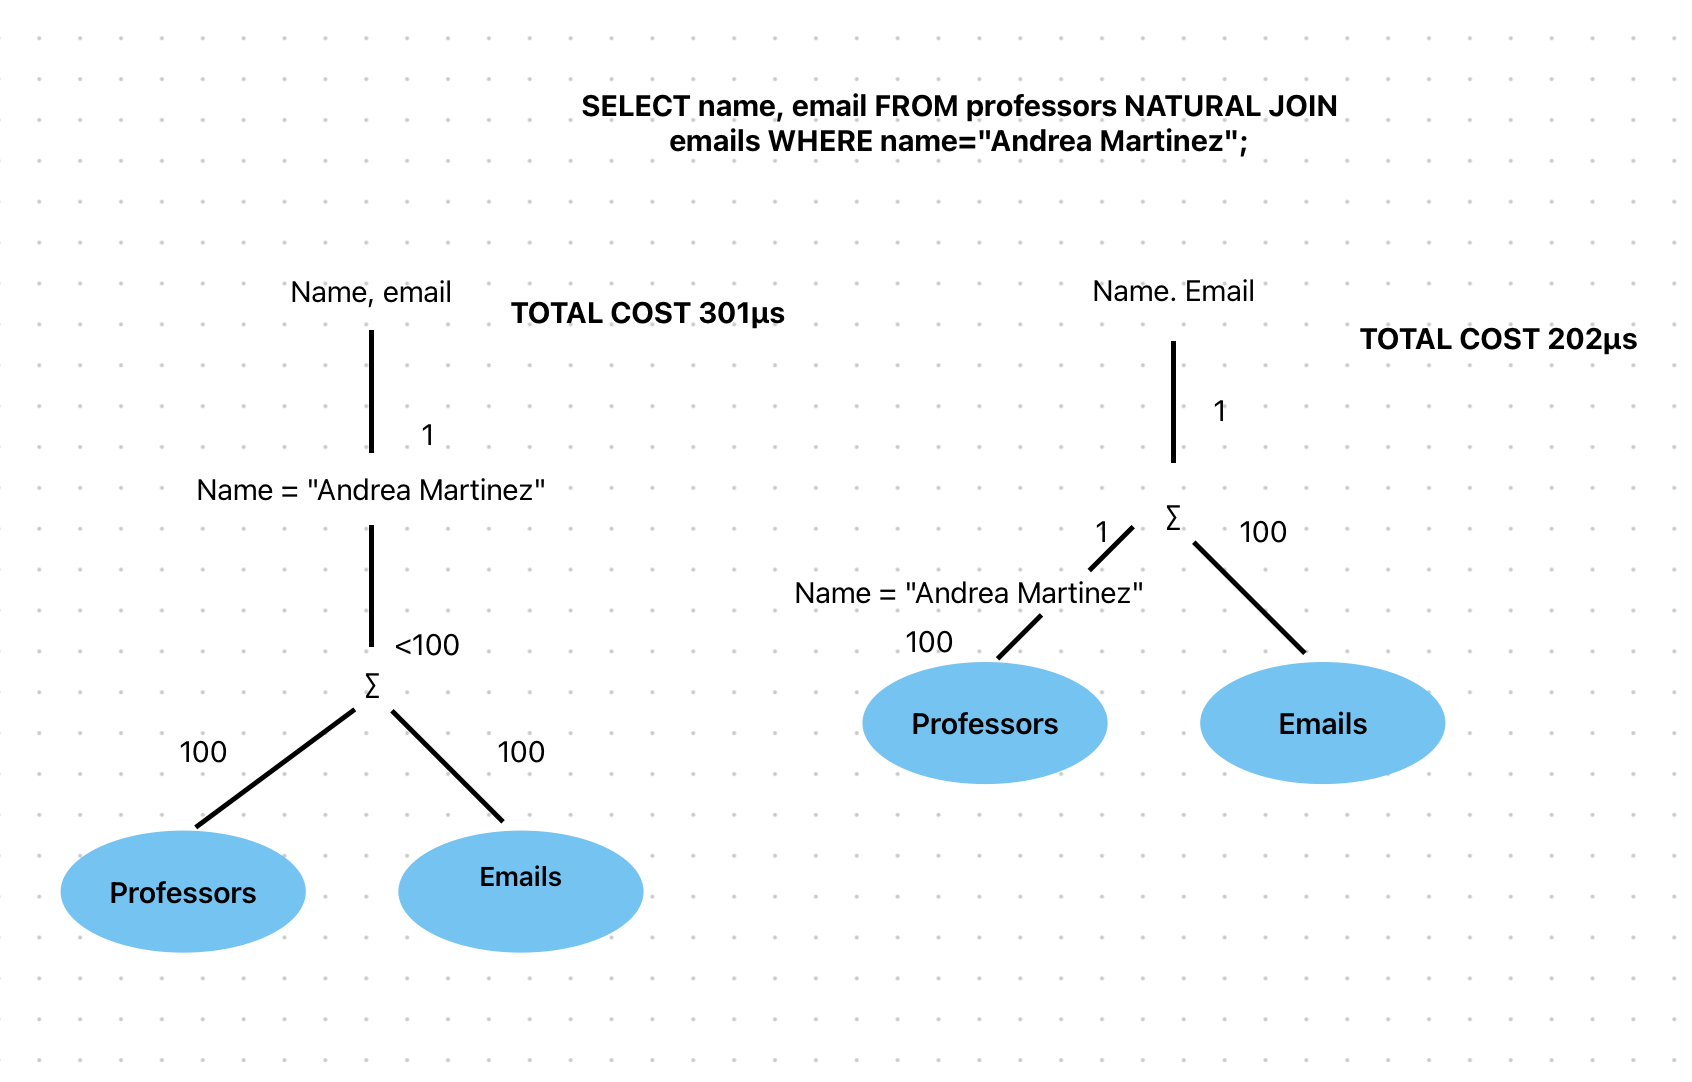 SELECT name, email FROM professors NATURAL JOIN
emails WHERE name="Andrea Martinez";
Name, email
TOTAL COST 301µs
1
Name = "Andrea Martinez"
<100
∑
100
100
Professors
Emails
Name. Email
TOTAL COST 202µs
1
∑
1
100
Name = "Andrea Martinez"
100
Professors
Emails